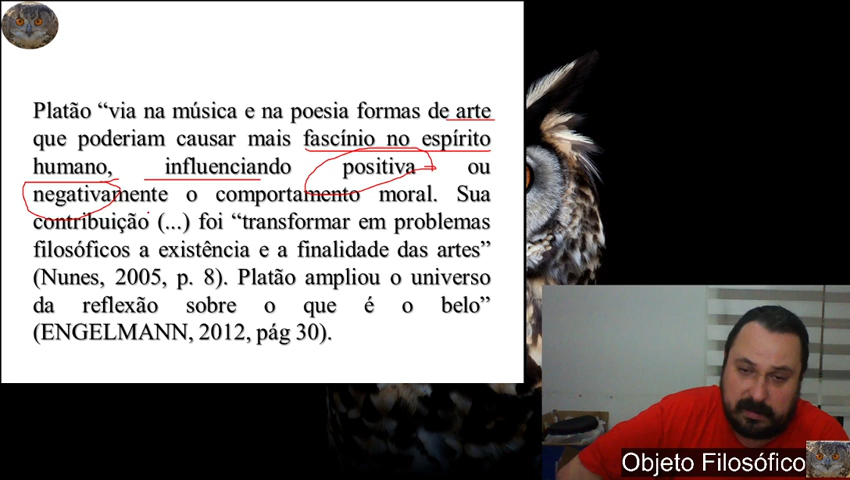 Platão “via na música e na poesia formas de arte
que poderiam causar mais fascínio no espírito
humano, influenciando positiva- ou
negativamente o comportamento moral. Sua
contribuição (...) foi “transformar em problemas
filosóficos a existência e a finalidade das artes”
(Nunes, 2005, p. 8). Platão ampliou o universo
da reflexão sobre o que é o belo”
(ENGELMANN, 2012, pág 30).
Objeto Filosófico